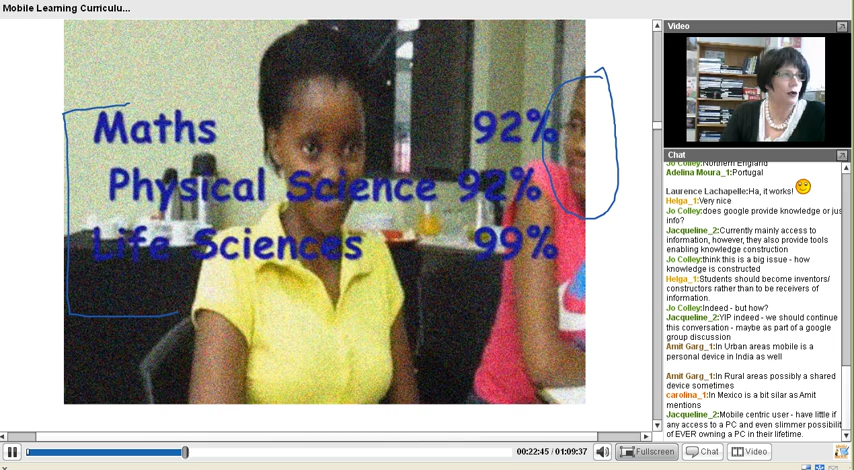 Mobile Learning Curriculu...
Maths 92%
Physical Science 92%
Life Sciences 99%
Video
Chat
Jo Colley:Northern England
Adelina Moura_1:Portugal
Laurence Lachapelle:Ha, it works!
Helga_1:Very nice
Jo Colley:does google provide knowledge or jus
info?
Jacqueline_2:Currently mainly access to
information, however, they also provide tools
enabling knowledge construction
Jo Colley:think this is a big issue - how
knowledge is constructed
Helga_1:Students should become inventors/
constructors rather than to be receivers of
information.
Jo Colley:Indeed - but how?
Jacqueline_2:YIP indeed - we should continue
this conversation - maybe as part of a google
group discussion
Amit Garg_1:In Urban areas mobile is a
personal device in India as well
Amit Garg_1:In Rural areas possibly a shared
device sometimes
carolina_1:In Mexico is a bit silar as Amit
mentions
Jacqueline_2:Mobile centric user - have little if
any access to a PC and even slimmer possibilit
of EVER owning a PC in their lifetime.
00:22:45 / 01:09:37
Fullscreen
Chat
Video